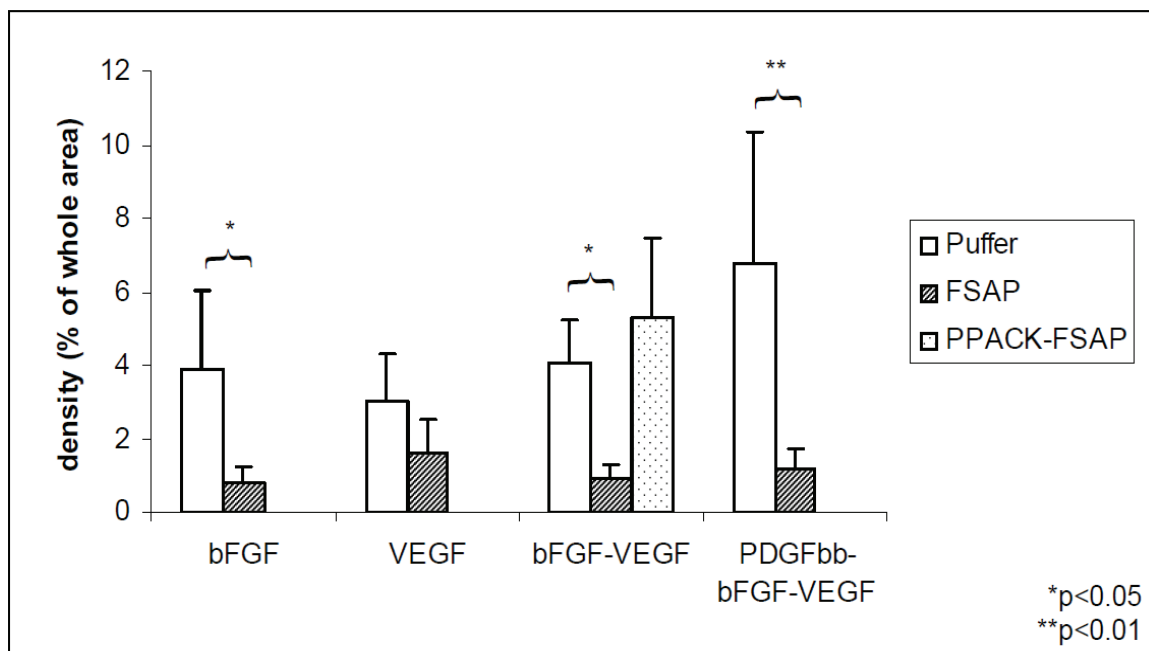 density (% of whole area)
12
10
8
6
4
2
0
*
*
**
bFGF
VEGF
bFGF-VEGF
PDGFbb-
bFGF-VEGF
Puffer
FSAP
PPACK-FSAP
*p<0.05
**p<0.01